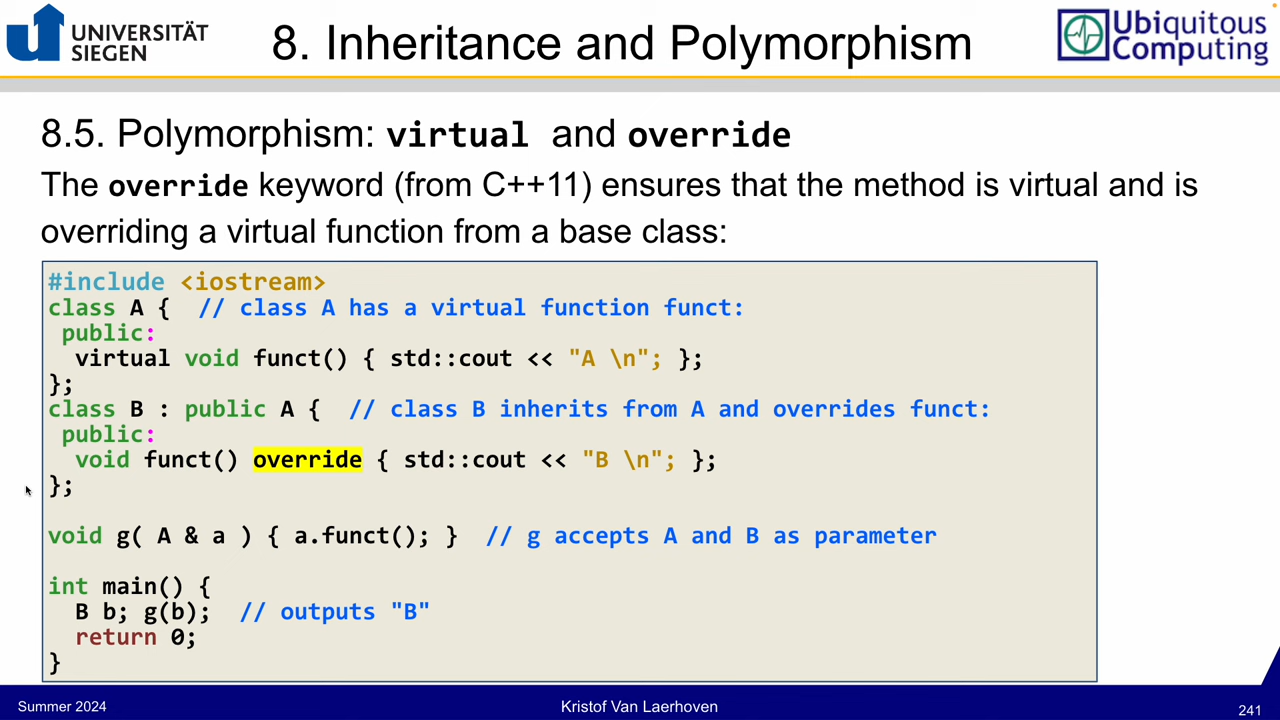 UNIVERSITÄT
SIEGEN
8. Inheritance and Polymorphism
Ubiquitous
Computing
8.5. Polymorphism: virtual and override
The override keyword (from C++11) ensures that the method is virtual and is
overriding a virtual function from a base class:
#include <iostream>
class A {  // class A has a virtual function funct:
 public:
  virtual void funct() { std::cout << "A \n"; };
};
class B : public A {  // class B inherits from A and overrides funct:
 public:
  void funct() override { std::cout << "B \n"; };
};
void g( A & a ) { a.funct(); }  // g accepts A and B as parameter
int main() {
  B b; g(b);  // outputs "B"
  return 0;
}
Summer 2024
Kristof Van Laerhoven
241